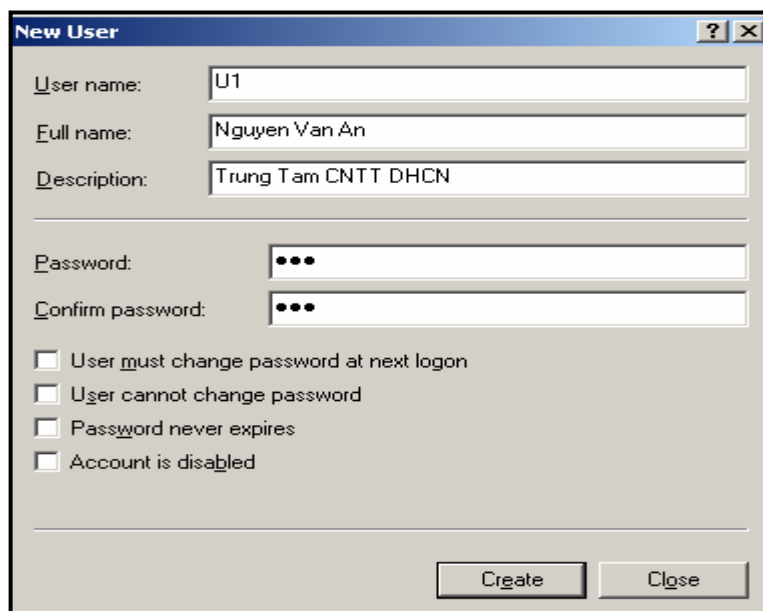 New User
User name: U1
Full name: Nguyen Van An
Description: Trung Tam CNTT DHCN
Password: ●●●
Confirm password: ●●●
User must change password at next logon
User cannot change password
Password never expires
Account is disabled
Create Close